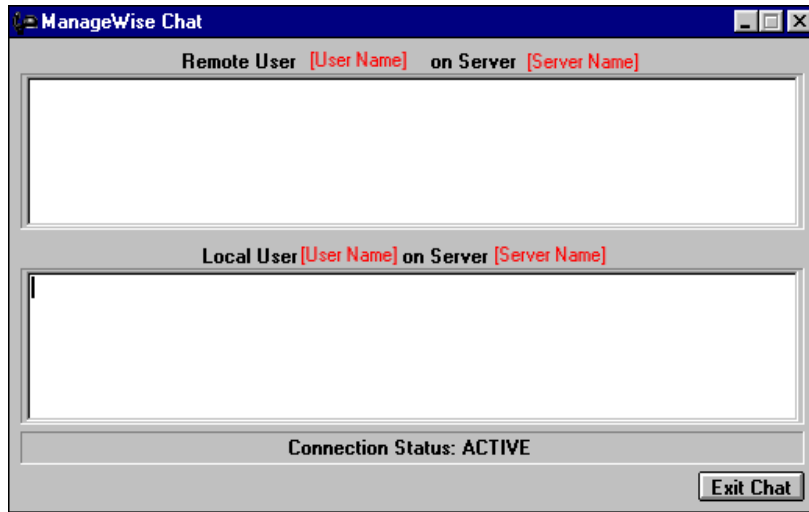 ManageWise Chat
Remote User [User Name] on Server [Server Name]
Local User [User Name] on Server [Server Name]
Connection Status: ACTIVE
Exit Chat